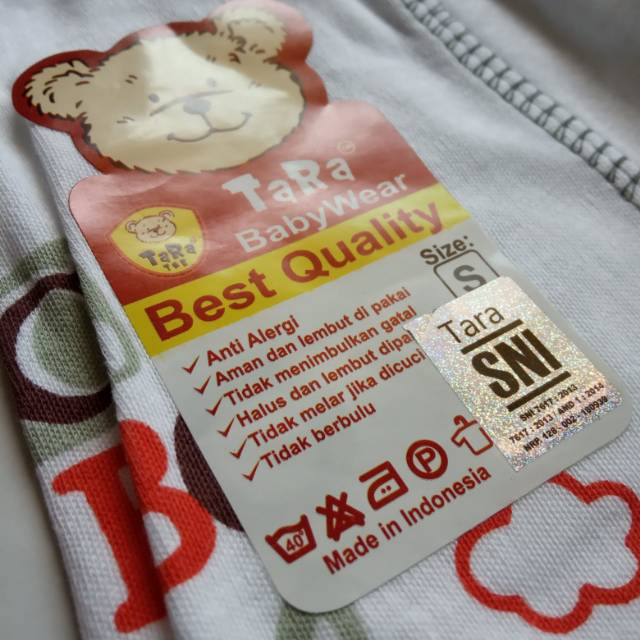 TaRa
BabyWear
TaRa
Best Quality
Size:
S
Anti Alergi
Aman dan lembut di pakai
Tidak menimbulkan gatal
Halus dan lembut dipa
Tidak melar jika dicuci
Tidak berbulu
Tara
SNI
40°
P
Made in Indonesia
B